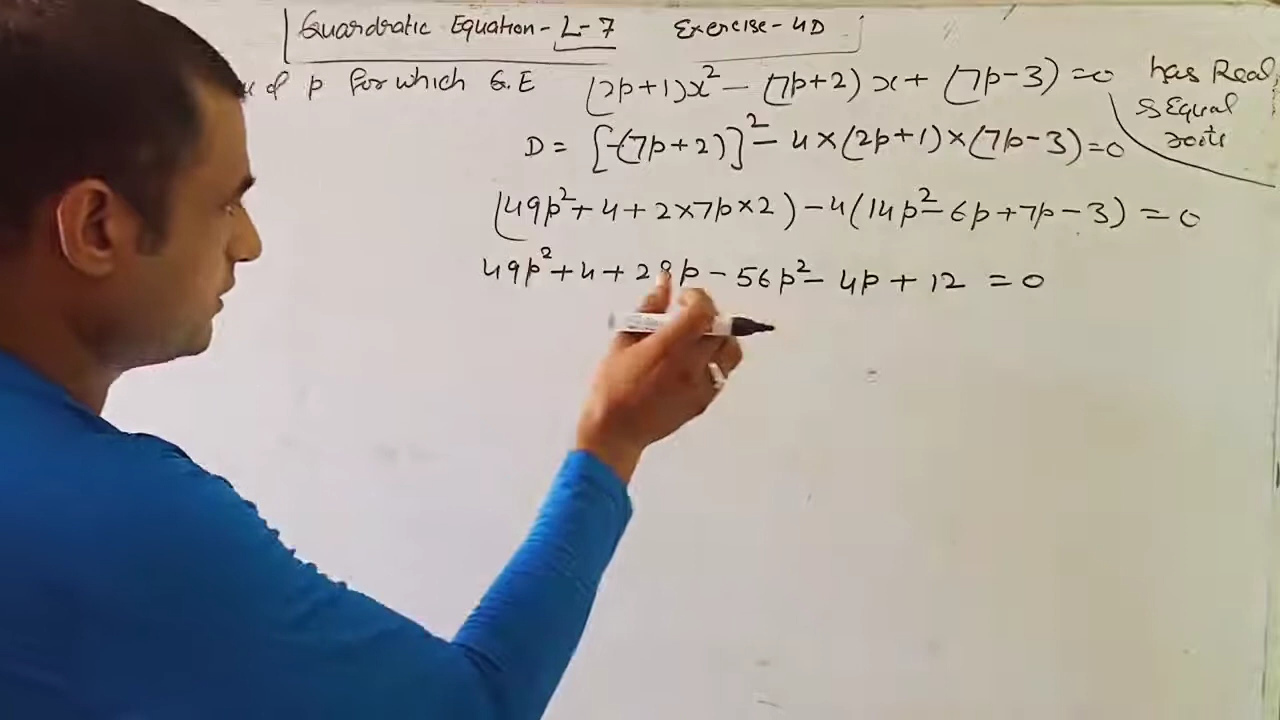 Quardratic Equation - L-7 Exercise - 4D
of p for which Q.E (2p+1)x² - (7p+2)x + (7p-3) = 0 has Real & Equal roots
D = [-(7p+2)]² - 4×(2p+1)×(7p-3) = 0
(49p² + 4 + 2×7p×2) - 4(14p² - 6p + 7p - 3) = 0
49p² + 4 + 28p - 56p² - 4p + 12 = 0